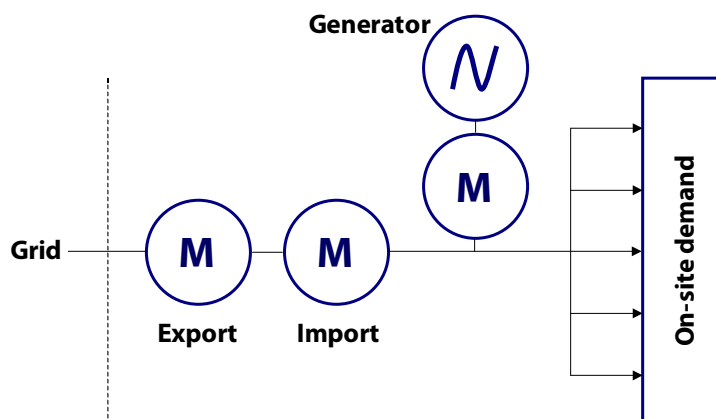 Generator
M
Grid
M
M
Export
Import
On-site demand